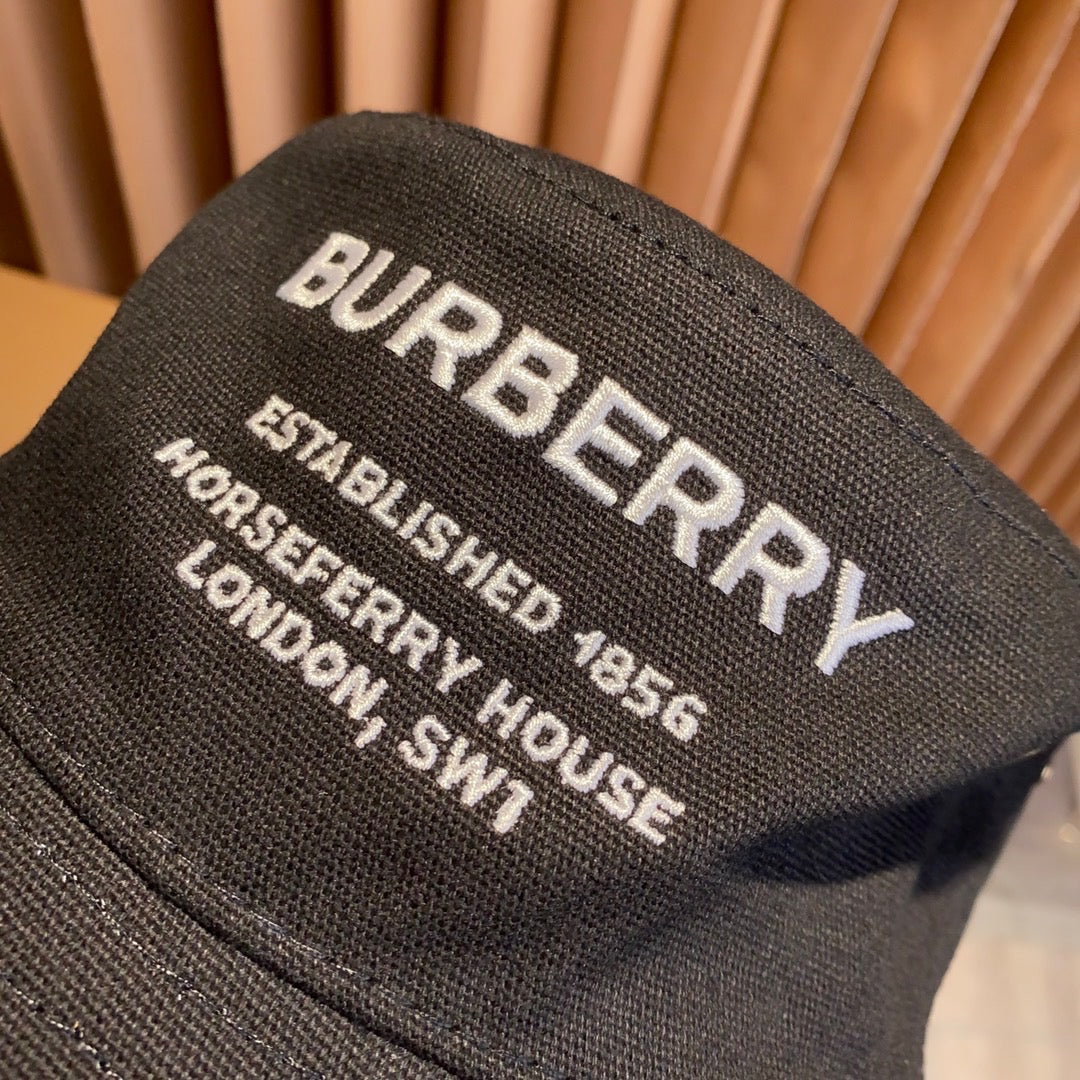 BURBERRY
ESTABLISHED 1856
HORSEFERRY HOUSE
LONDON, SW1